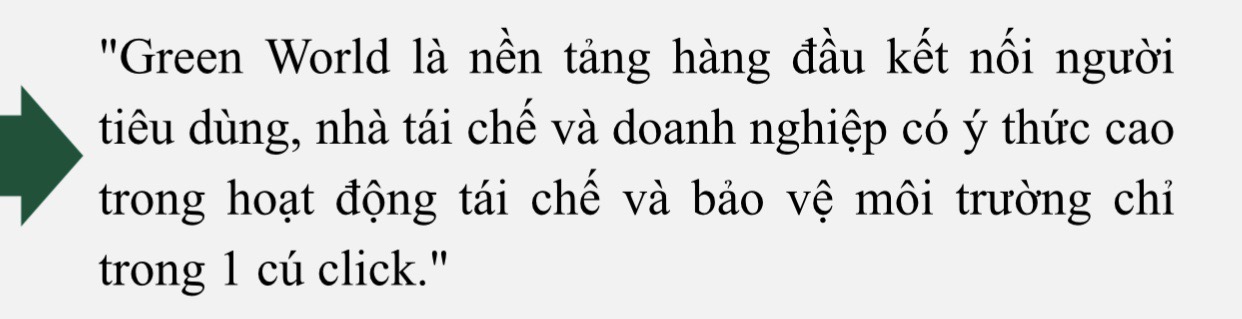 "Green World là nền tảng hàng đầu kết nối người
tiêu dùng, nhà tái chế và doanh nghiệp có ý thức cao
trong hoạt động tái chế và bảo vệ môi trường chỉ
trong 1 cú click."